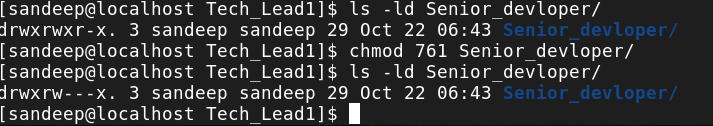 [sandeep@localhost Tech_Lead1]$ ls -ld Senior_devloper/
drwxrwxr-x. 3 sandeep sandeep 29 Oct 22 06:43 Senior_devloper/
[sandeep@localhost Tech_Lead1]$ chmod 761 Senior_devloper/
[sandeep@localhost Tech_Lead1]$ ls -ld Senior_devloper/
drwxrw---x. 3 sandeep sandeep 29 Oct 22 06:43 Senior_devloper/
[sandeep@localhost Tech_Lead1]$